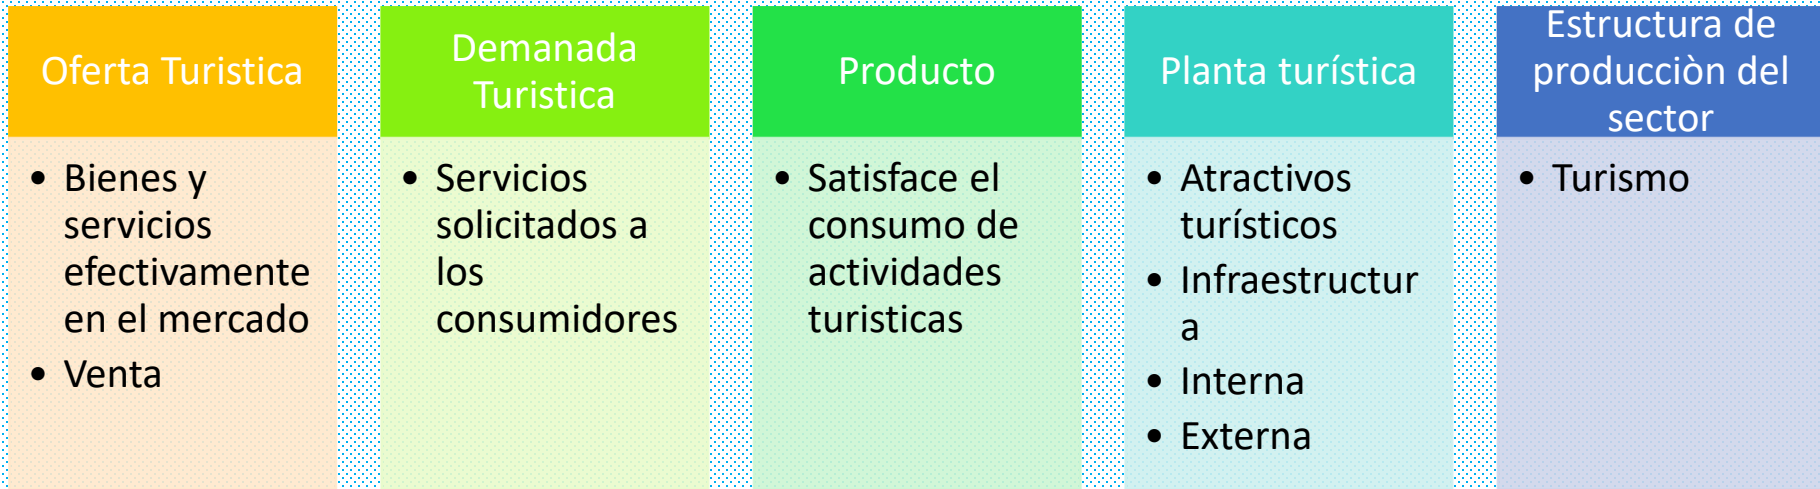 Oferta Turistica
• Bienes y
servicios
efectivamente
en el mercado
• Venta
Demanada
Turistica
• Servicios
solicitados a
los
consumidores
Producto
• Satisface el
consumo de
actividades
turisticas
Planta turística
• Atractivos
turísticos
• Infraestructur
a
• Interna
• Externa
Estructura de
producciòn del
sector
• Turismo